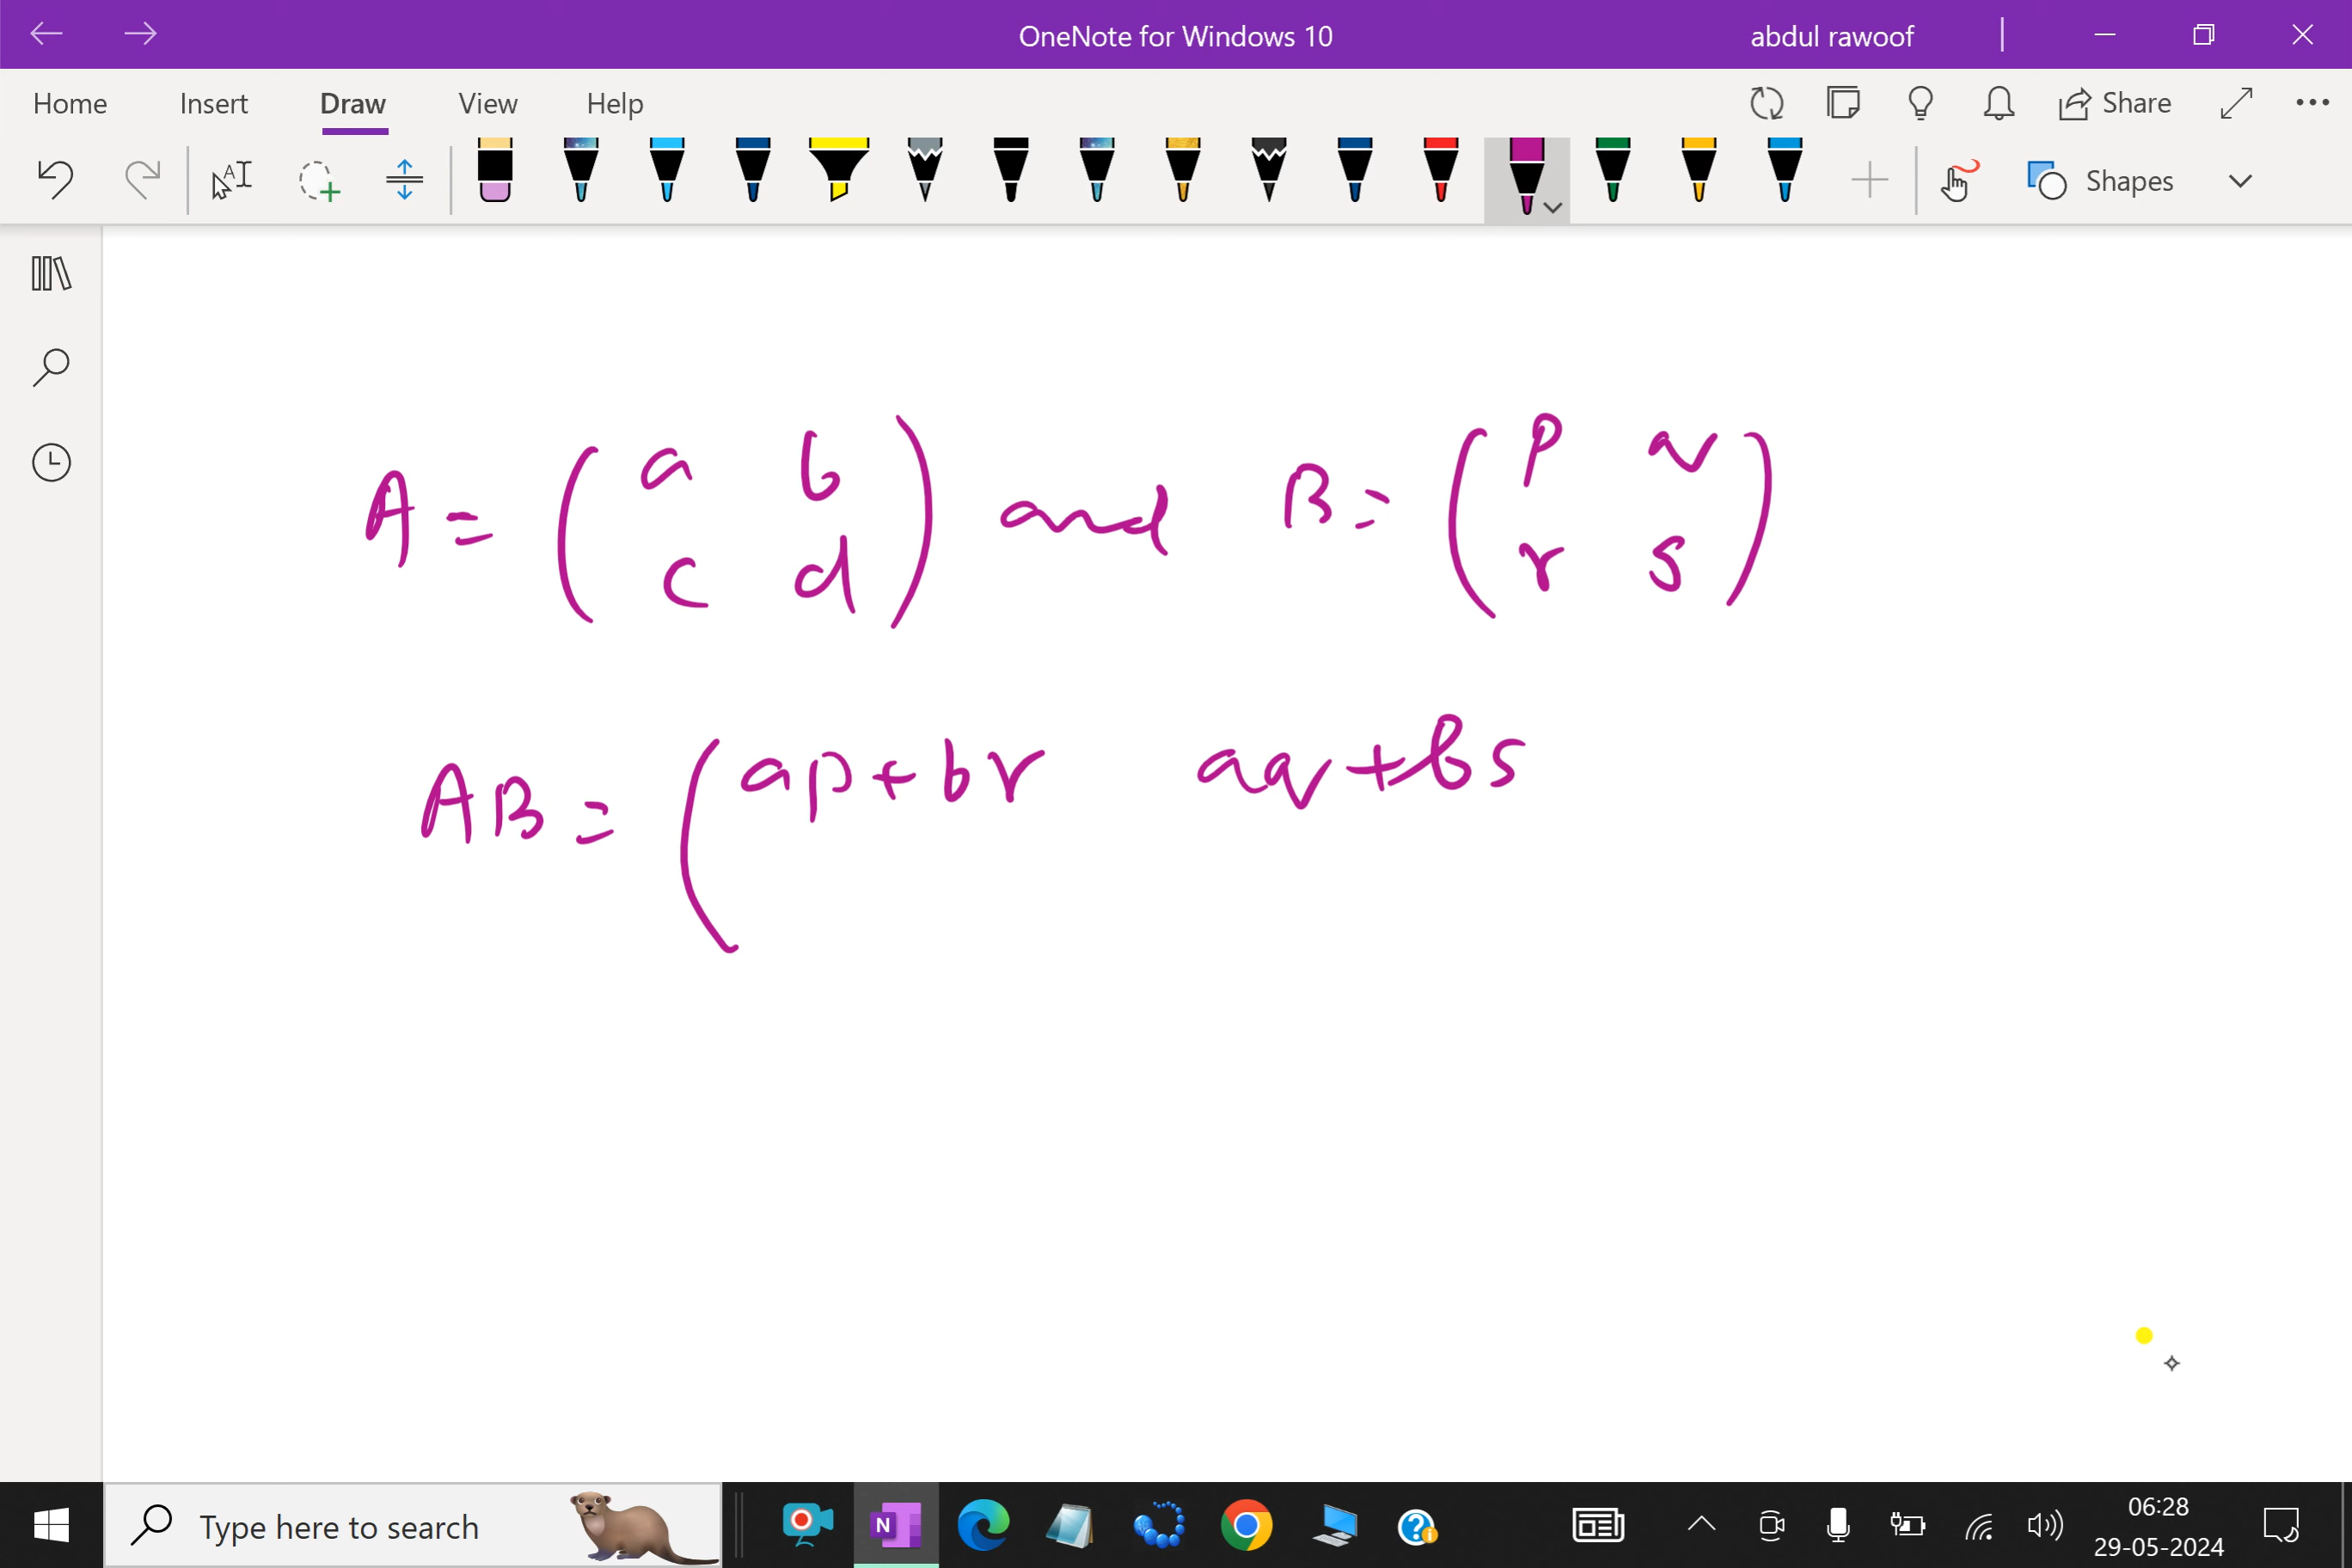 OneNote for Windows 10 abdul rawoof
Home Insert Draw View Help Share
Shapes
A = ( a b and B = ( p q
c d ) r s )
AB = ( ap + br aq + bs
Type here to search
06:28
29-05-2024